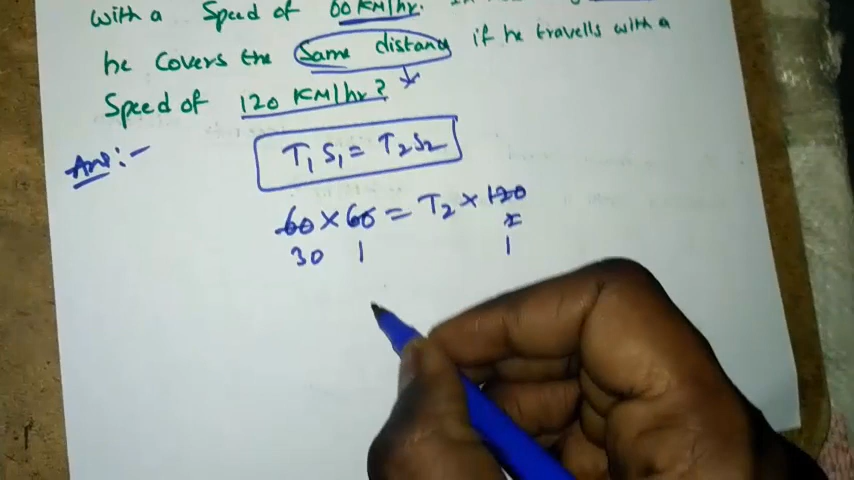 with a Speed of 60 KM/hr.
he Covers the Same distance if he travells with a
Speed of 120 KM/hr?
Ans:-
T₁ S₁ = T₂ S₂
60 × 60 = T₂ × 120
2
30 1 1